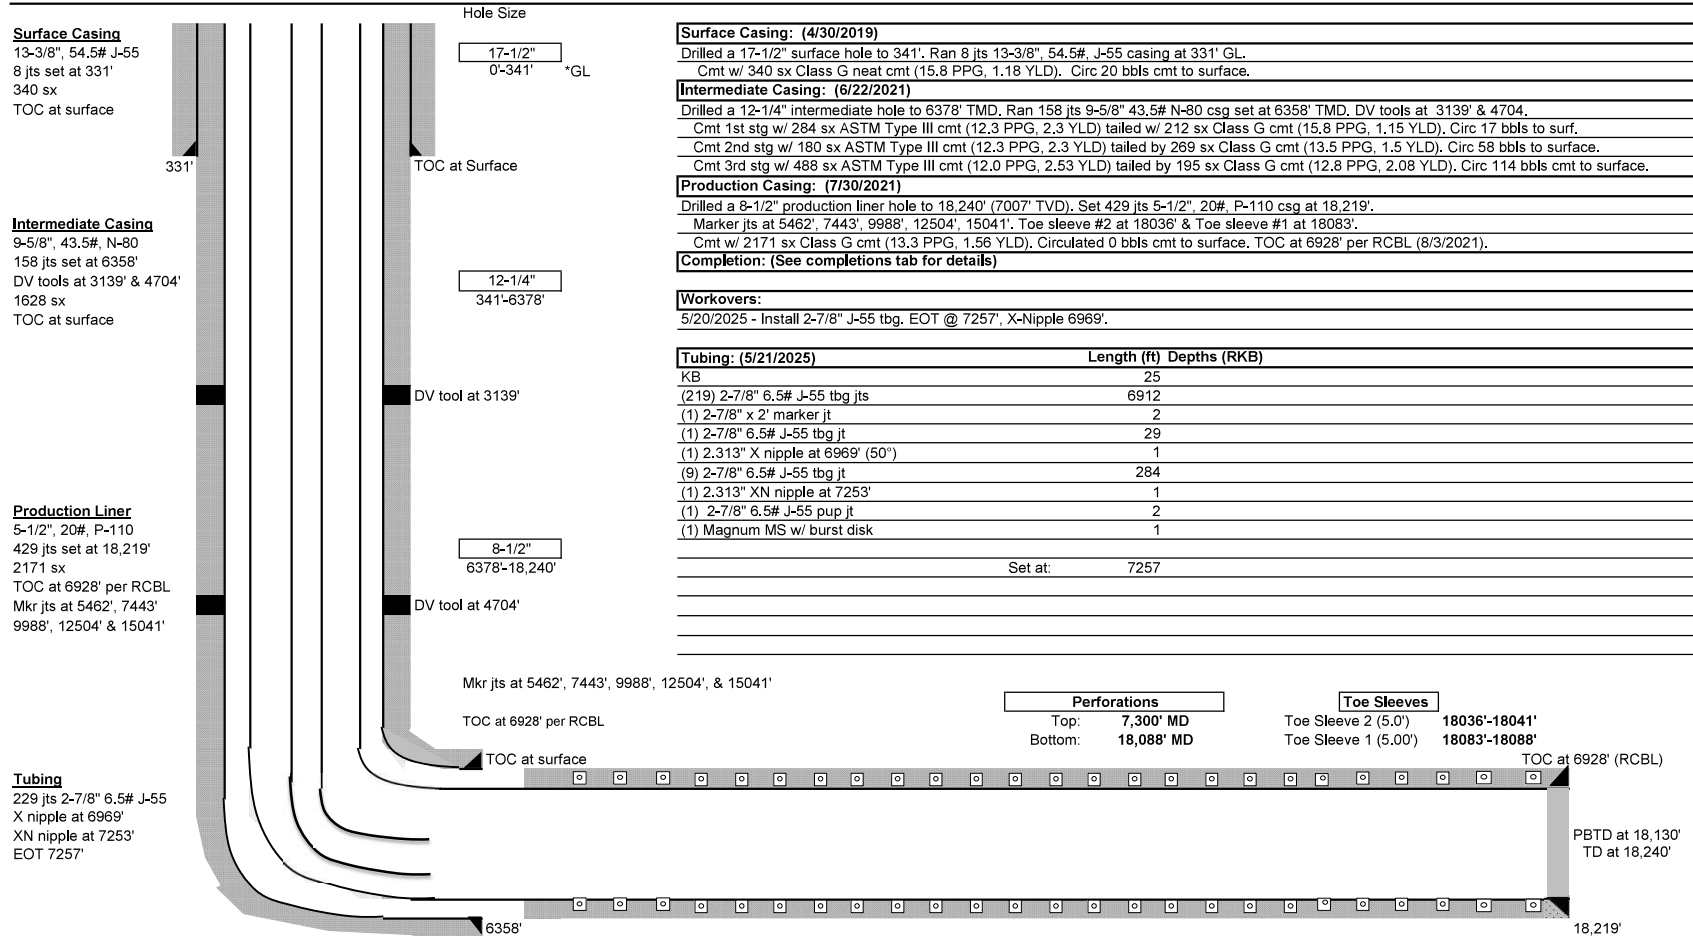 Hole Size
Surface Casing
13-3/8", 54.5# J-55
8 jts set at 331'
340 sx
TOC at surface
17-1/2"
0'-341' *GL
331'
TOC at Surface
Intermediate Casing
9-5/8", 43.5#, N-80
158 jts set at 6358'
DV tools at 3139' & 4704'
1628 sx
TOC at surface
12-1/4"
341'-6378'
DV tool at 3139'
Production Liner
5-1/2", 20#, P-110
429 jts set at 18,219'
2171 sx
TOC at 6928' per RCBL
Mkr jts at 5462', 7443'
9988', 12504' & 15041'
8-1/2"
6378'-18,240'
DV tool at 4704'
Surface Casing: (4/30/2019)
Drilled a 17-1/2" surface hole to 341'. Ran 8 jts 13-3/8", 54.5#, J-55 casing at 331' GL.
Cmt w/ 340 sx Class G neat cmt (15.8 PPG, 1.18 YLD). Circ 20 bbls cmt to surface.
Intermediate Casing: (6/22/2021)
Drilled a 12-1/4" intermediate hole to 6378' TMD. Ran 158 jts 9-5/8" 43.5# N-80 csg set at 6358' TMD. DV tools at 3139' & 4704.
Cmt 1st stg w/ 284 sx ASTM Type III cmt (12.3 PPG, 2.3 YLD) tailed w/ 212 sx Class G cmt (15.8 PPG, 1.15 YLD). Circ 17 bbls to surf.
Cmt 2nd stg w/ 180 sx ASTM Type III cmt (12.3 PPG, 2.3 YLD) tailed by 269 sx Class G cmt (13.5 PPG, 1.5 YLD). Circ 58 bbls to surface.
Cmt 3rd stg w/ 488 sx ASTM Type III cmt (12.0 PPG, 2.53 YLD) tailed by 195 sx Class G cmt (12.8 PPG, 2.08 YLD). Circ 114 bbls cmt to surface.
Production Casing: (7/30/2021)
Drilled a 8-1/2" production liner hole to 18,240' (7007' TVD). Set 429 jts 5-1/2", 20#, P-110 csg at 18,219'.
Marker jts at 5462', 7443', 9988', 12504', 15041'. Toe sleeve #2 at 18036' & Toe sleeve #1 at 18083'.
Cmt w/ 2171 sx Class G cmt (13.3 PPG, 1.56 YLD). Circulated 0 bbls cmt to surface. TOC at 6928' per RCBL (8/3/2021).
Completion: (See completions tab for details)
Workovers:
5/20/2025 - Install 2-7/8" J-55 tbg. EOT @ 7257', X-Nipple 6969'.
Tubing: (5/21/2025) Length (ft) Depths (RKB)
KB 25
(219) 2-7/8" 6.5# J-55 tbg jts 6912
(1) 2-7/8" x 2' marker jt 2
(1) 2-7/8" 6.5# J-55 tbg jt 29
(1) 2.313" X nipple at 6969' (50°) 1
(9) 2-7/8" 6.5# J-55 tbg jt 284
(1) 2.313" XN nipple at 7253' 1
(1) 2-7/8" 6.5# J-55 pup jt 2
(1) Magnum MS w/ burst disk 1
Set at: 7257
Mkr jts at 5462', 7443', 9988', 12504', & 15041'
TOC at 6928' per RCBL
TOC at surface
Perforations
Top: 7,300' MD
Bottom: 18,088' MD
Toe Sleeves
Toe Sleeve 2 (5.0') 18036'-18041'
Toe Sleeve 1 (5.00') 18083'-18088'
TOC at 6928' (RCBL)
Tubing
229 jts 2-7/8" 6.5# J-55
X nipple at 6969'
XN nipple at 7253'
EOT 7257'
PBTD at 18,130'
TD at 18,240'
6358'
18,219'